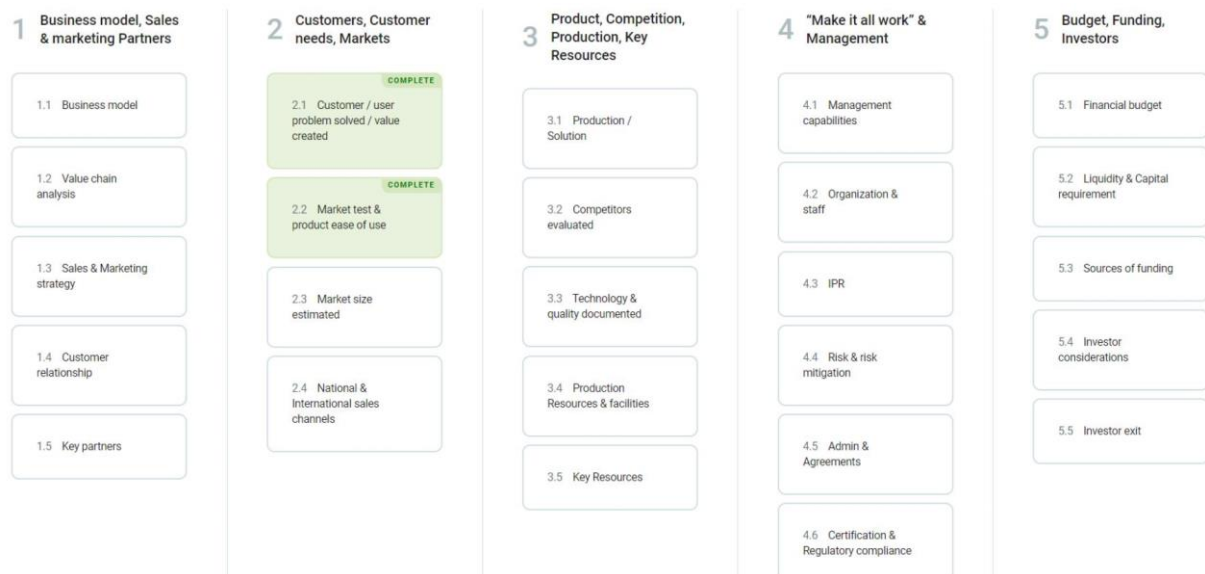 1
Business model, Sales
& marketing Partners
1.1 Business model
1.2 Value chain
analysis
1.3 Sales & Marketing
strategy
1.4 Customer
relationship
1.5 Key partners
2
Customers, Customer
needs, Markets
COMPLETE
2.1 Customer / user
problem solved / value
created
COMPLETE
2.2 Market test &
product ease of use
2.3 Market size
estimated
2.4 National &
International sales
channels
3
Product, Competition,
Production, Key
Resources
3.1 Production /
Solution
3.2 Competitors
evaluated
3.3 Technology &
quality documented
3.4 Production
Resources & facilities
3.5 Key Resources
4
“Make it all work” &
Management
4.1 Management
capabilities
4.2 Organization &
staff
4.3 IPR
4.4 Risk & risk
mitigation
4.5 Admin &
Agreements
4.6 Certification &
Regulatory compliance
5
Budget, Funding,
Investors
5.1 Financial budget
5.2 Liquidity & Capital
requirement
5.3 Sources of funding
5.4 Investor
considerations
5.5 Investor exit